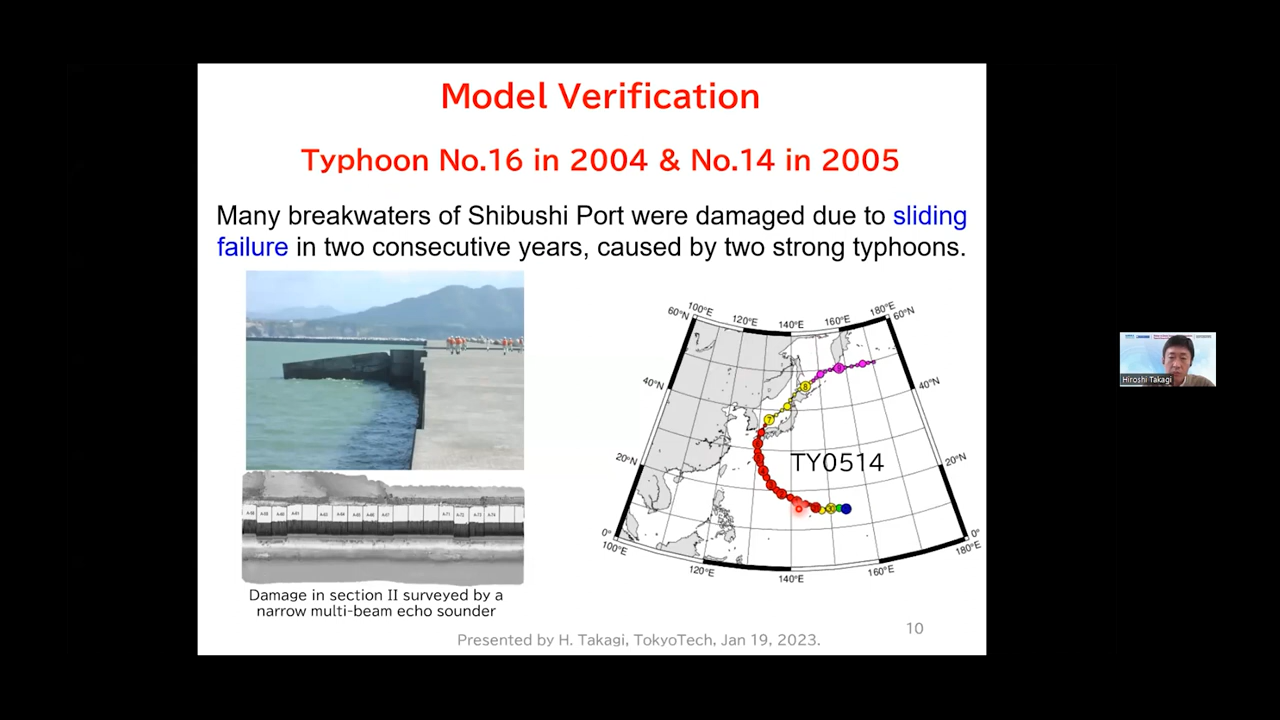 Model Verification
Typhoon No.16 in 2004 & No.14 in 2005
Many breakwaters of Shibushi Port were damaged due to sliding
failure in two consecutive years, caused by two strong typhoons.
100°E
120°E
140°E
160°E
180°E
60°N
60°N
40°N
40°N
20°N
20°N
0°
0°
100°E
120°E
140°E
160°E
180°E
8
7
TY0514
Damage in section II surveyed by a
narrow multi-beam echo sounder
10
Presented by H. Takagi, TokyoTech, Jan 19, 2023.
Hiroshi Takagi